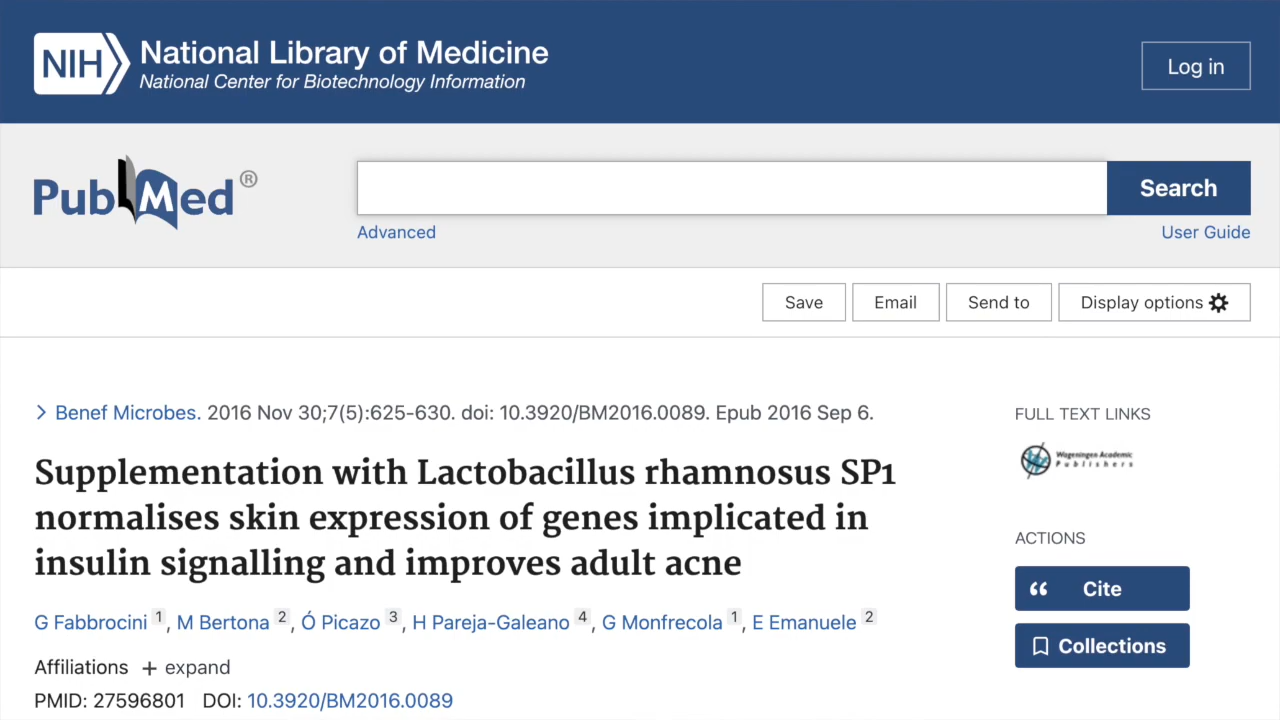 NIH
National Library of Medicine
National Center for Biotechnology Information
Log in
PubMed®
Search
Advanced
User Guide
Save
Email
Send to
Display options
Benef Microbes. 2016 Nov 30;7(5):625-630. doi: 10.3920/BM2016.0089. Epub 2016 Sep 6.
Supplementation with Lactobacillus rhamnosus SP1
normalises skin expression of genes implicated in
insulin signalling and improves adult acne
G Fabbrocini 1, M Bertona 2, Ó Picazo 3, H Pareja-Galeano 4, G Monfrecola 1, E Emanuele 2
Affiliations + expand
PMID: 27596801 DOI: 10.3920/BM2016.0089
FULL TEXT LINKS
Wageningen Academic
Publishers
ACTIONS
Cite
Collections